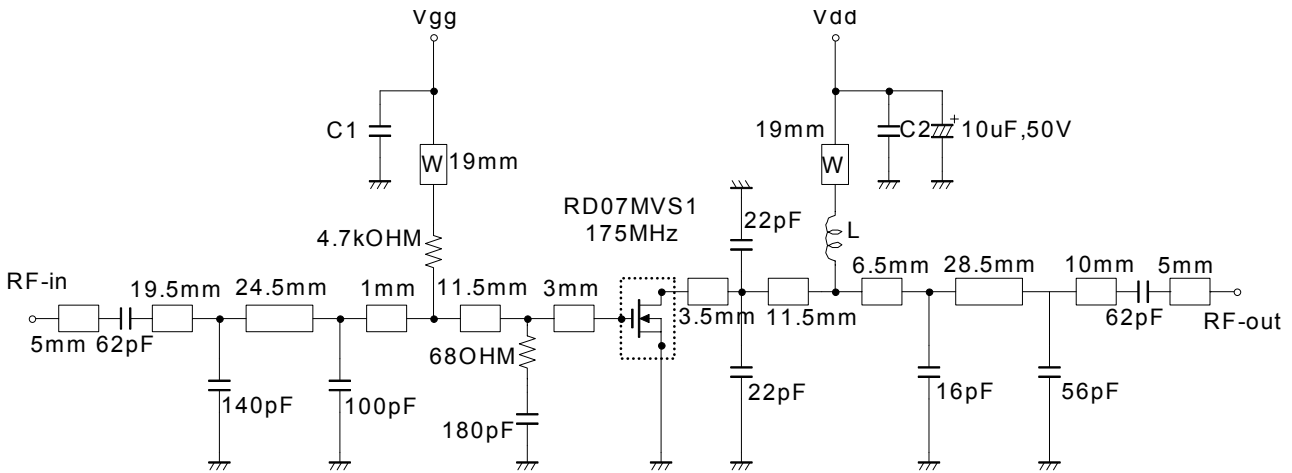 Vgg
Vdd
C1
W
19mm
19mm
W
C2
+
10uF,50V
RD07MVS1
175MHz
22pF
4.7kOHM
L
RF-in
19.5mm
24.5mm
1mm
11.5mm
3mm
3.5mm
11.5mm
6.5mm
28.5mm
10mm
5mm
5mm
62pF
62pF
RF-out
68OHM
140pF
100pF
180pF
22pF
16pF
56pF